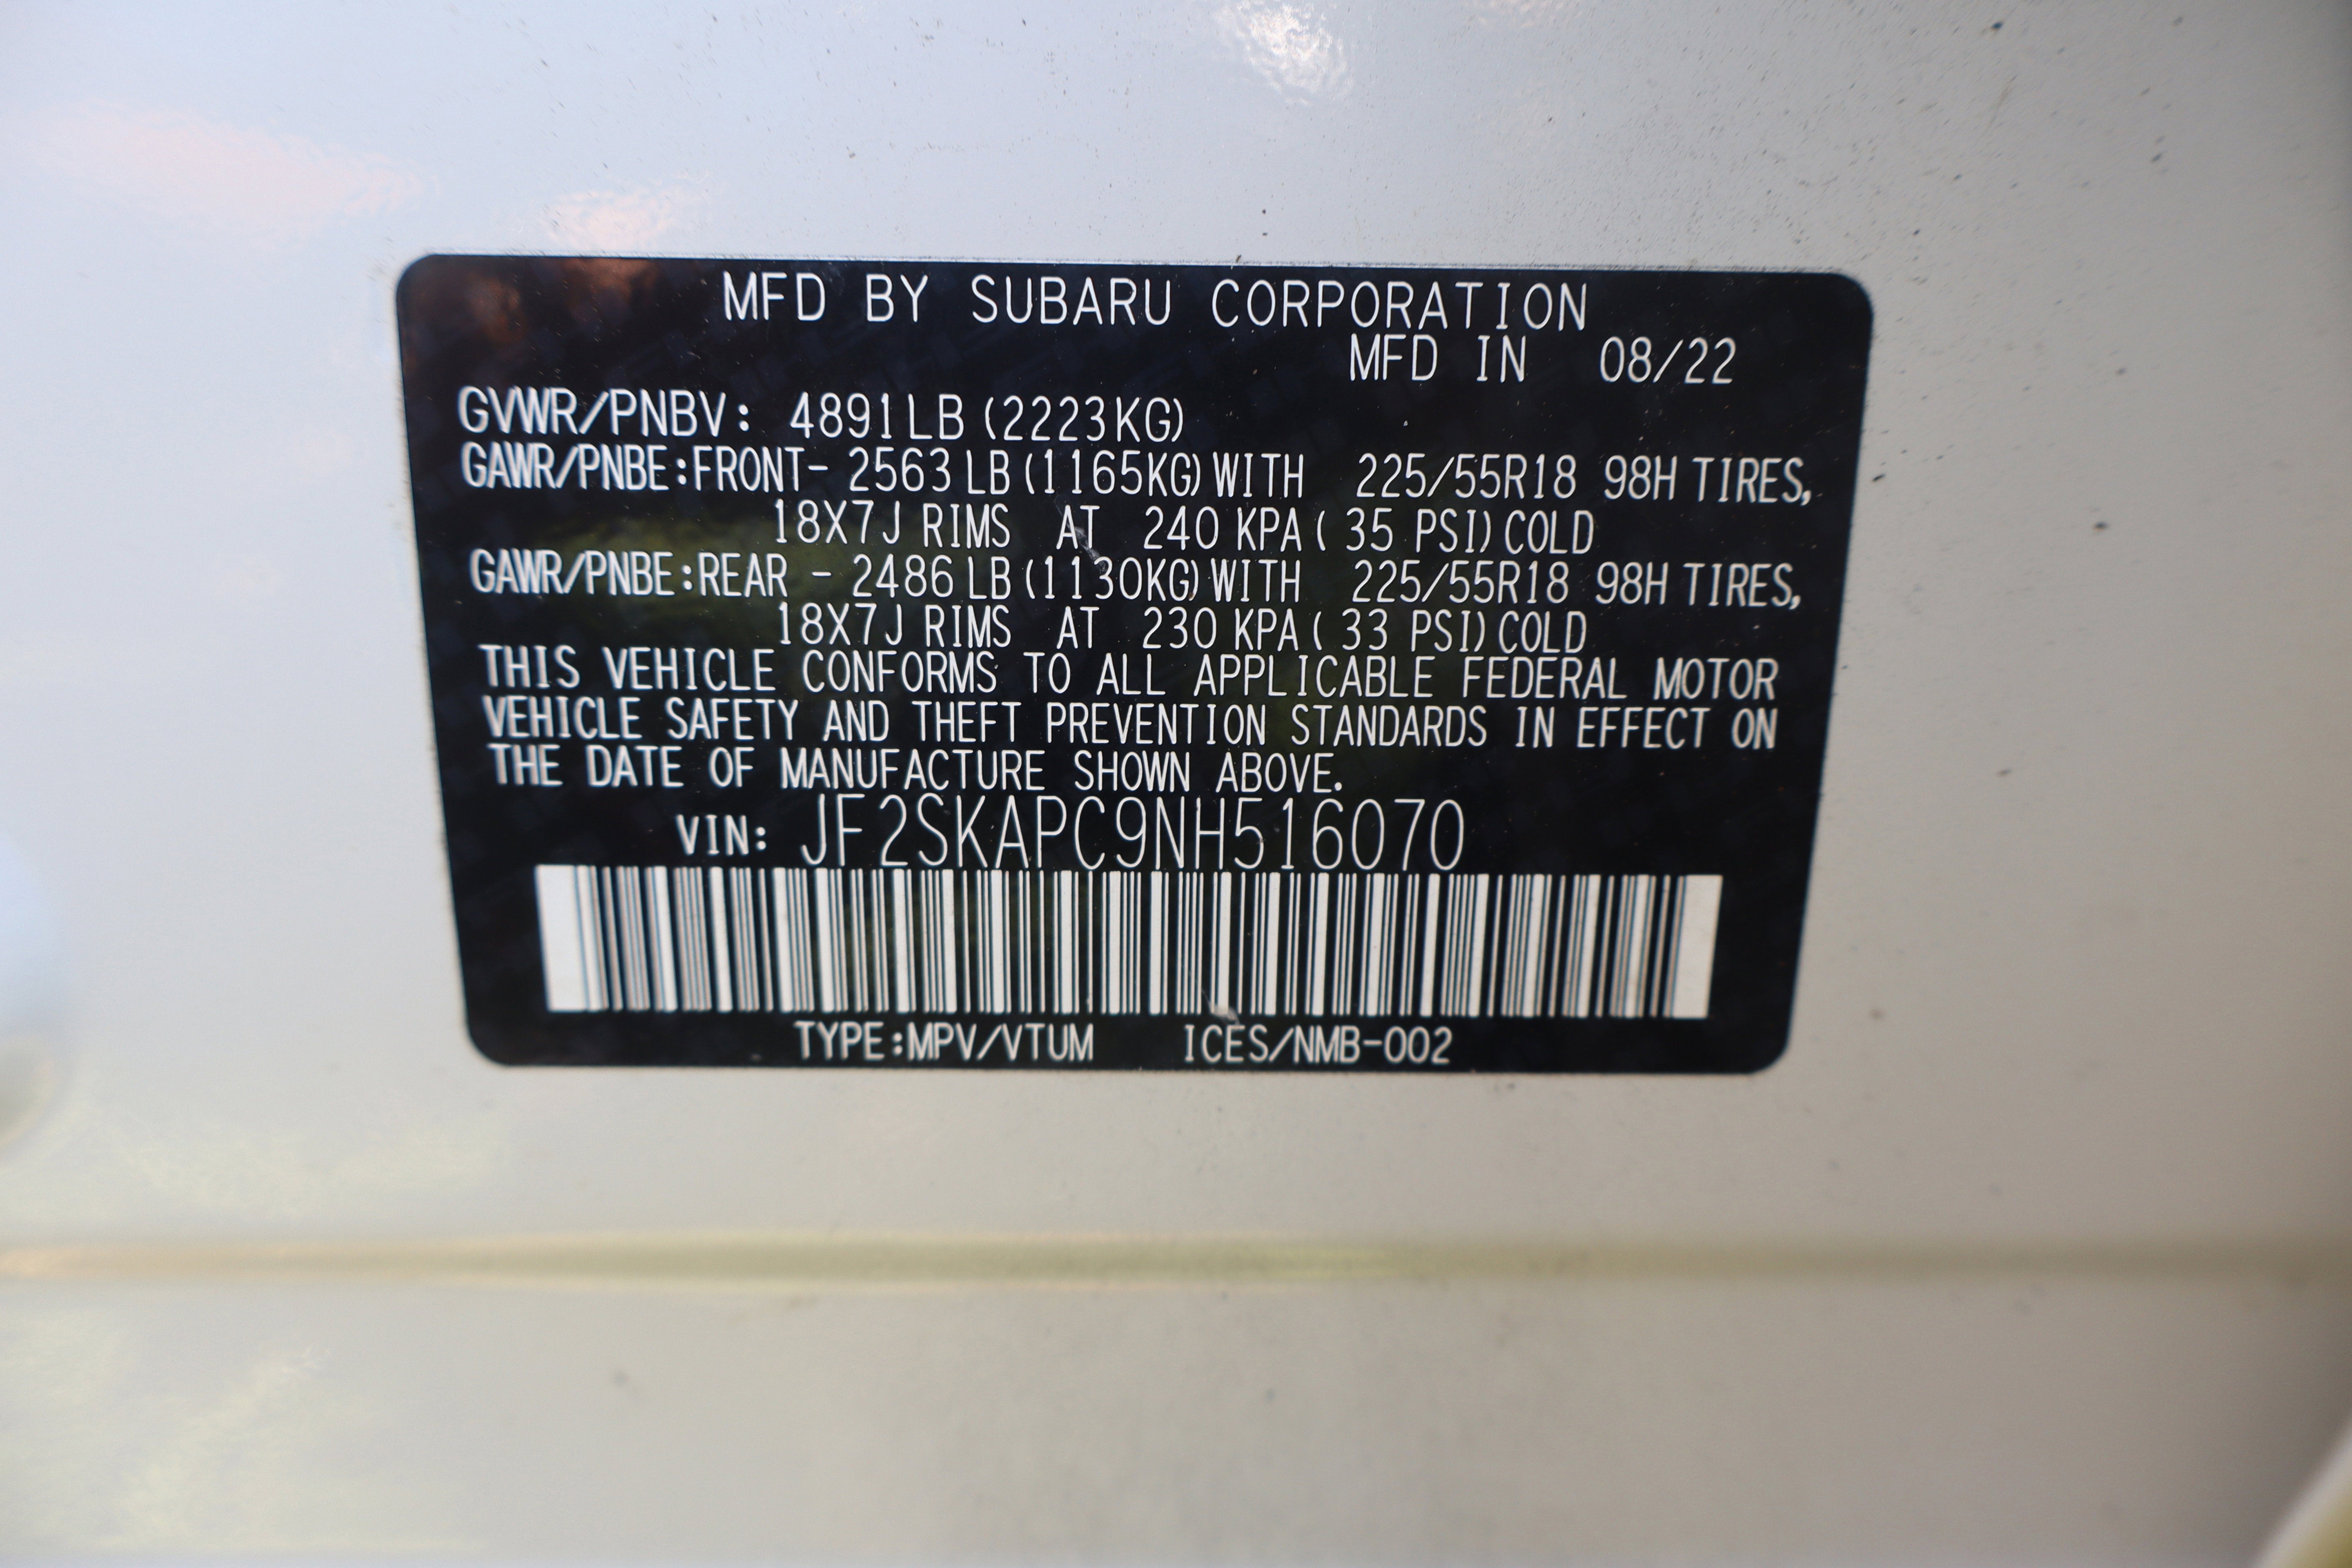 MFD BY SUBARU CORPORATION
MFD IN 08/22
GVWR/PNBV: 4891LB (2223KG)
GAWR/PNBE:FRONT- 2563 LB (1165KG) WITH 225/55R18 98H TIRES,
18X7J RIMS AT 240 KPA ( 35 PSI) COLD
GAWR/PNBE:REAR - 2486 LB (1130KG) WITH 225/55R18 98H TIRES,
18X7J RIMS AT 230 KPA ( 33 PSI) COLD
THIS VEHICLE CONFORMS TO ALL APPLICABLE FEDERAL MOTOR
VEHICLE SAFETY AND THEFT PREVENTION STANDARDS IN EFFECT ON
THE DATE OF MANUFACTURE SHOWN ABOVE.
VIN: JF2SKAPC9NH516070
TYPE:MPV/VTUM ICES/NMB-002